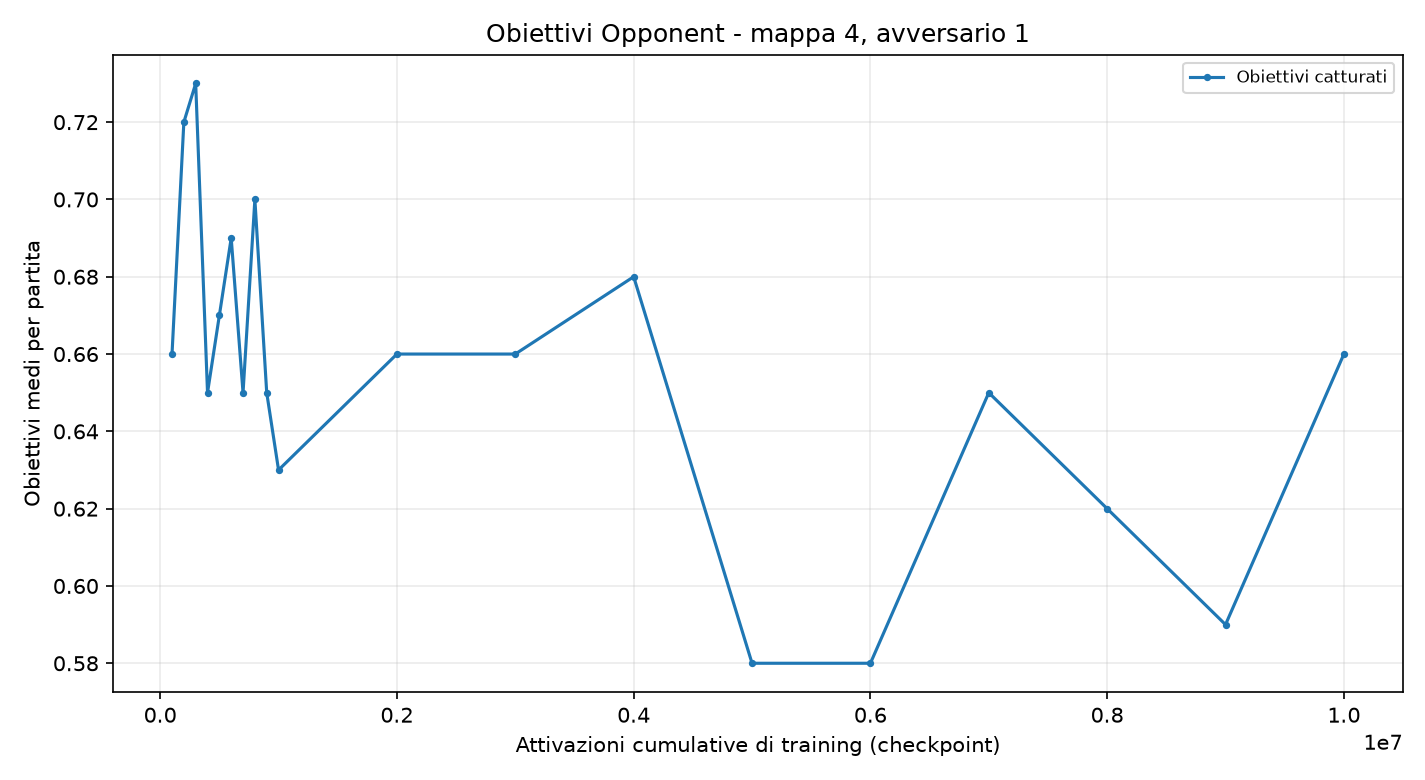 Obiettivi Opponent - mappa 4, avversario 1
Obiettivi catturati
Obiettivi medi per partita
0.72
0.70
0.68
0.66
0.64
0.62
0.60
0.58
0.0 0.2 0.4 0.6 0.8 1.0
1e7
Attivazioni cumulative di training (checkpoint)